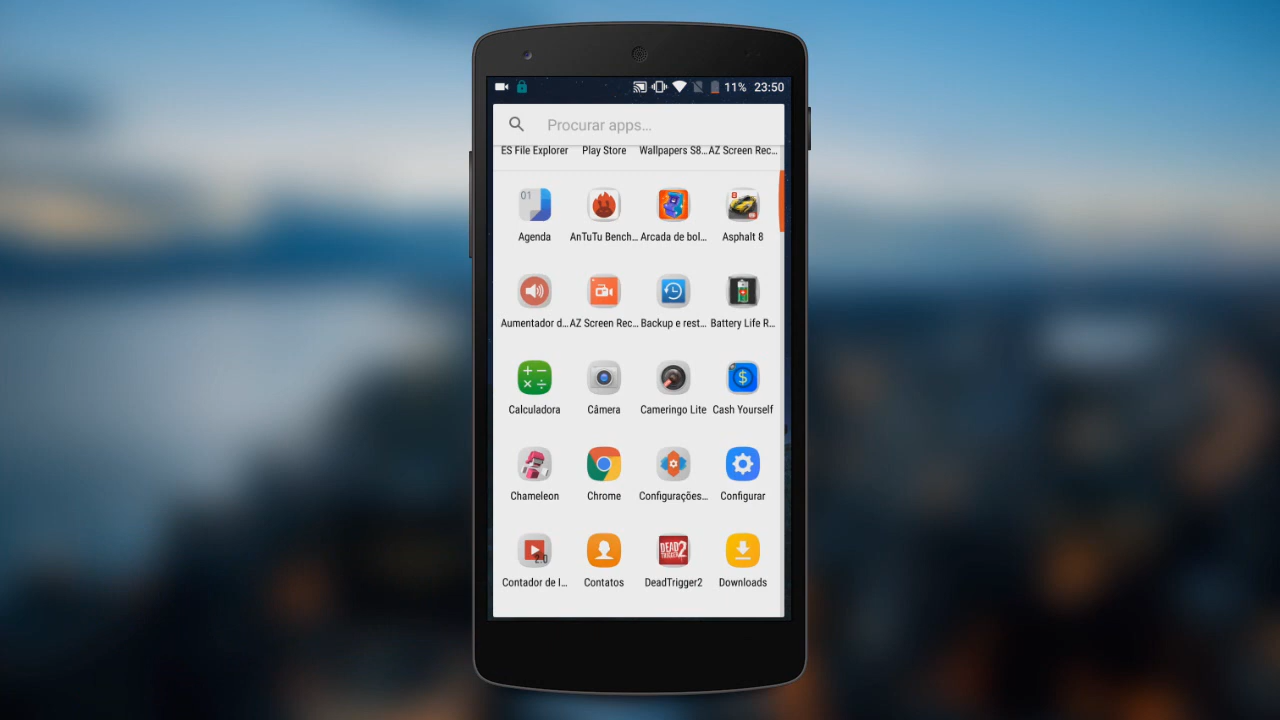 11% 23:50
Procurar apps...
ES File Explorer Play Store Wallpapers S8... AZ Screen Rec...
01
Agenda AnTuTu Bench... Arcada de bol... Asphalt 8
Aumentador d... AZ Screen Rec... Backup e rest... Battery Life R...
Calculadora Câmera Cameringo Lite Cash Yourself
Chameleon Chrome Configurações... Configurar
2.0
DEAD TRIGGER 2
Contador de I... Contatos DeadTrigger2 Downloads